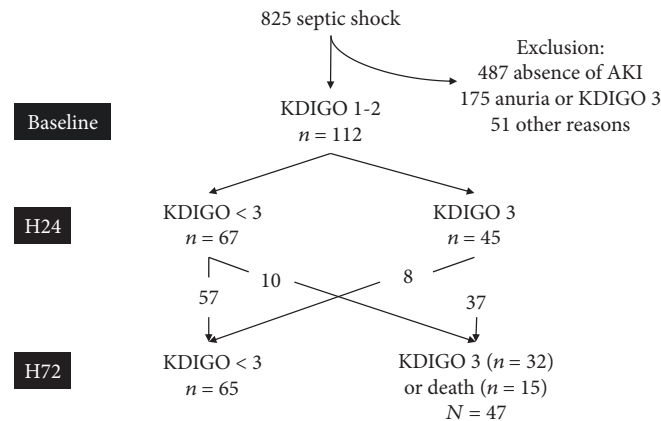 825 septic shock
Exclusion:
487 absence of AKI
175 anuria or KDIGO 3
51 other reasons
Baseline
KDIGO 1-2
n = 112
H24
KDIGO < 3
n = 67
KDIGO 3
n = 45
57
10
8
37
H72
KDIGO < 3
n = 65
KDIGO 3 (n = 32)
or death (n = 15)
N = 47